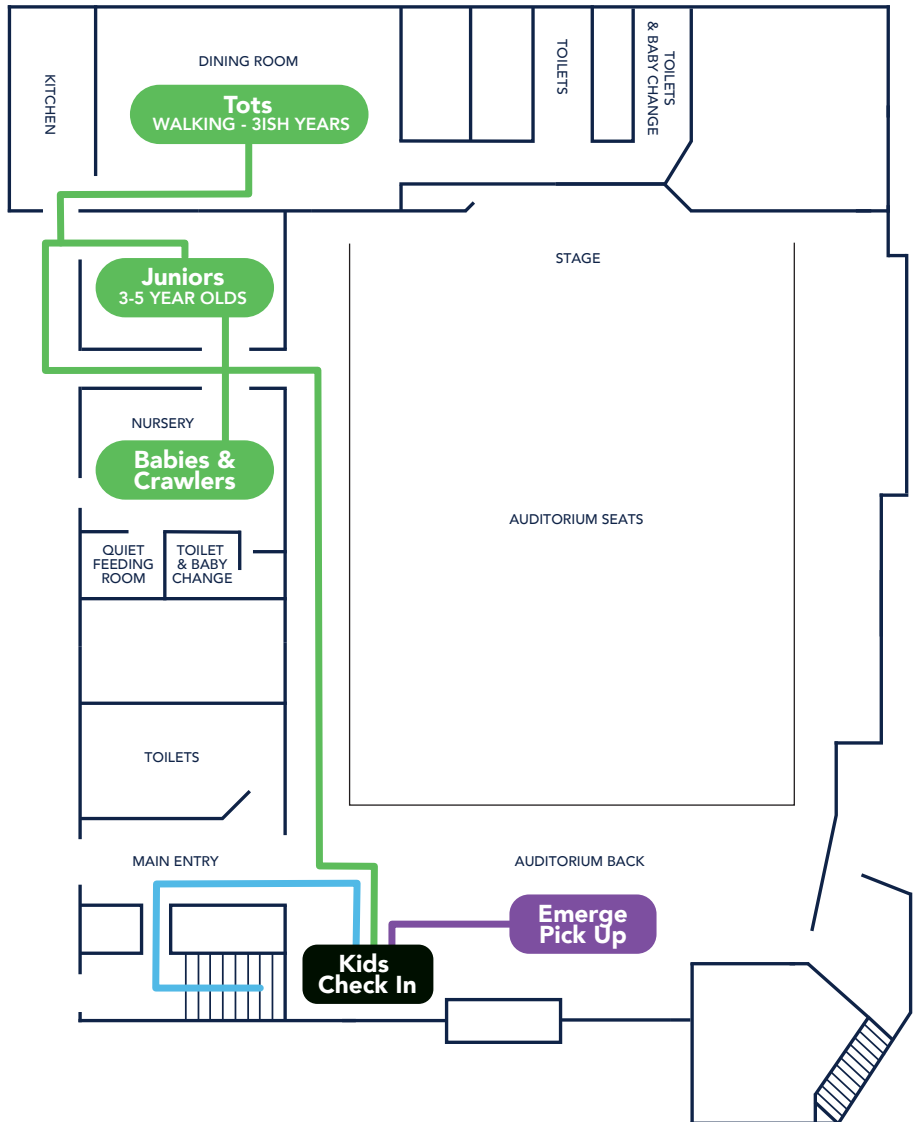 DINING ROOM
KITCHEN
Tots
WALKING - 3ISH YEARS
TOILETS
TOILETS
& BABY CHANGE
STAGE
Juniors
3-5 YEAR OLDS
NURSERY
Babies &
Crawlers
AUDITORIUM SEATS
QUIET
FEEDING
ROOM
TOILET
& BABY
CHANGE
TOILETS
MAIN ENTRY
AUDITORIUM BACK
Emerge
Pick Up
Kids
Check In